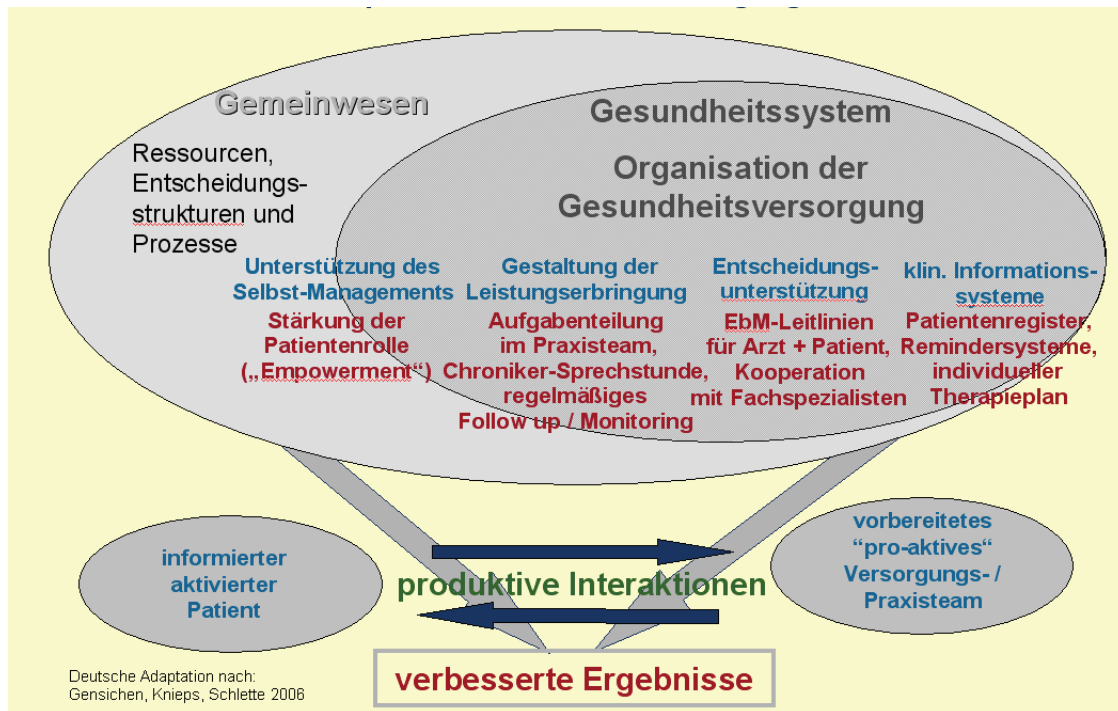 Gemeinwesen
Ressourcen,
Entscheidungs-
strukturen und
Prozesse
Gesundheitssystem
Organisation der
Gesundheitsversorgung
Unterstützung des
Selbst-Managements
Stärkung der
Patientenrolle
(„Empowerment“)
Gestaltung der
Leistungserbringung
Aufgabenteilung
im Praxisteam,
Chroniker-Sprechstunde,
regelmäßiges
Follow up / Monitoring
Entscheidungs-
unterstützung
EbM-Leitlinien
für Arzt + Patient,
Kooperation
mit Fachspezialisten
klin. Informations-
systeme
Patientenregister,
Remindersysteme,
individueller
Therapieplan
informierter
aktivierter
Patient
produktive Interaktionen
vorbereitetes
“pro-aktives“
Versorgungs- /
Praxisteam
verbesserte Ergebnisse
Deutsche Adaptation nach:
Gensichen, Knieps, Schlette 2006